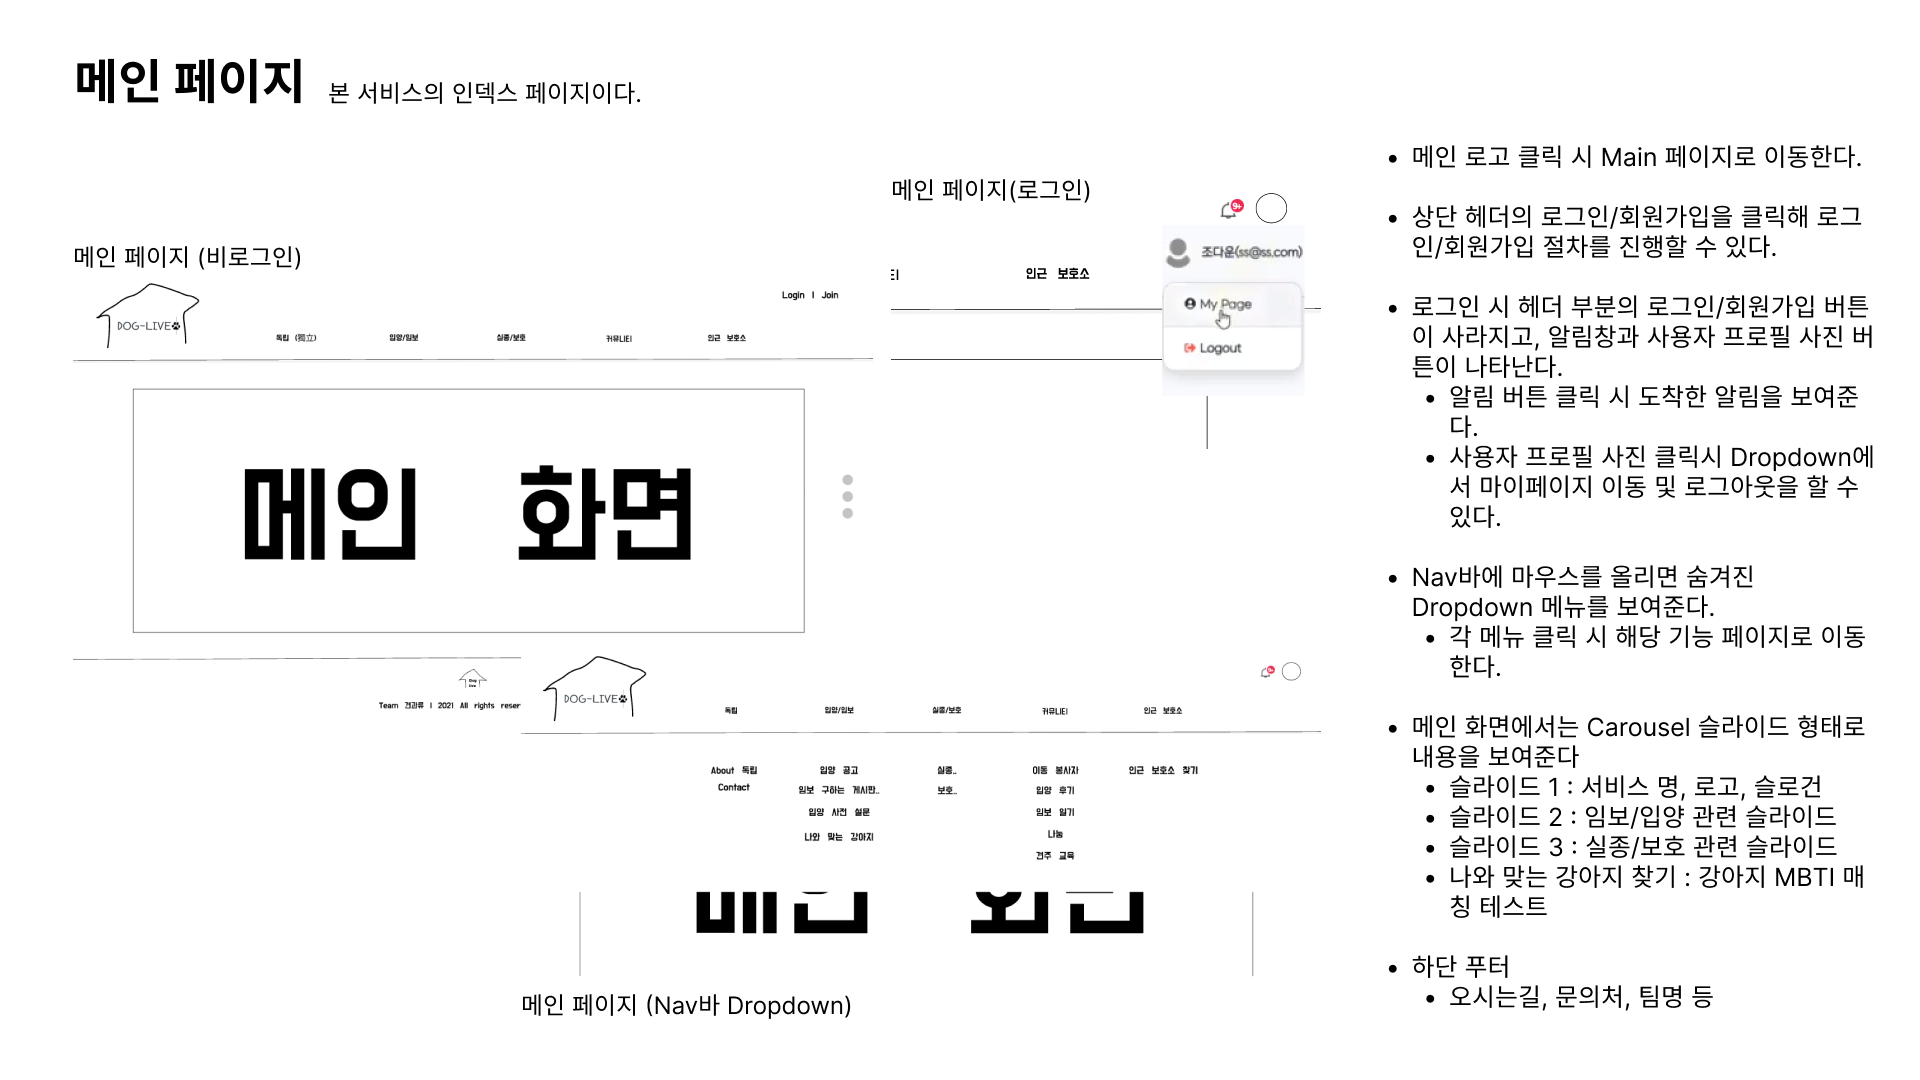 메인 페이지 본 서비스의 인덱스 페이지이다.
메인 페이지 (비로그인)
DOG-LIVE
Login | Join
독립 (獨立) 입양/임보 실종/보호 커뮤니티 인근 보호소
메인 화면
Dog
live
Team 견과류 | 2021 All rights reser
메인 페이지(로그인)
9+
티 인근 보호소
조다운(ss@ss.com)
My Page
Logout
DOG-LIVE
9+
독립 입양/임보 실종/보호 커뮤니티 인근 보호소
About 독립
Contact
입양 공고
임보 구하는 게시판..
입양 사전 설문
나와 맞는 강아지
실종..
보호..
이동 봉사자
입양 후기
임보 일기
나눔
견주 교육
인근 보호소 찾기
메인 화면
메인 페이지 (Nav바 Dropdown)
• 메인 로고 클릭 시 Main 페이지로 이동한다.
• 상단 헤더의 로그인/회원가입을 클릭해 로그
인/회원가입 절차를 진행할 수 있다.
• 로그인 시 헤더 부분의 로그인/회원가입 버튼
이 사라지고, 알림창과 사용자 프로필 사진 버
튼이 나타난다.
• 알림 버튼 클릭 시 도착한 알림을 보여준
다.
• 사용자 프로필 사진 클릭시 Dropdown에
서 마이페이지 이동 및 로그아웃을 할 수
있다.
• Nav바에 마우스를 올리면 숨겨진
Dropdown 메뉴를 보여준다.
• 각 메뉴 클릭 시 해당 기능 페이지로 이동
한다.
• 메인 화면에서는 Carousel 슬라이드 형태로
내용을 보여준다
• 슬라이드 1 : 서비스 명, 로고, 슬로건
• 슬라이드 2 : 임보/입양 관련 슬라이드
• 슬라이드 3 : 실종/보호 관련 슬라이드
• 나와 맞는 강아지 찾기 : 강아지 MBTI 매
칭 테스트
• 하단 푸터
• 오시는길, 문의처, 팀명 등